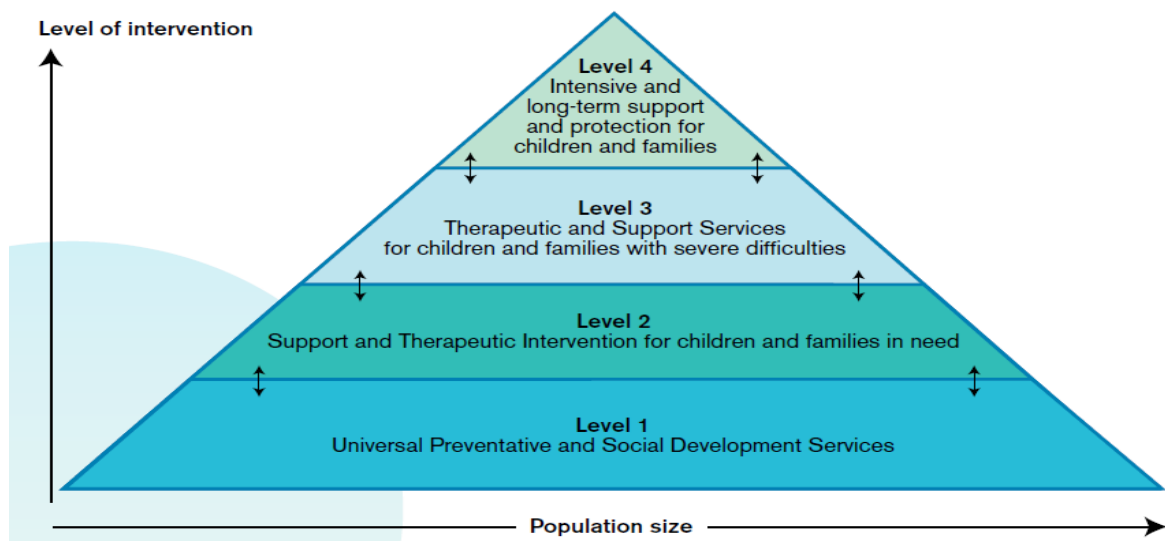 Level of intervention
Level 4
Intensive and
long-term support
and protection for
children and families
Level 3
Therapeutic and Support Services
for children and families with severe difficulties
Level 2
Support and Therapeutic Intervention for children and families in need
Level 1
Universal Preventative and Social Development Services
Population size